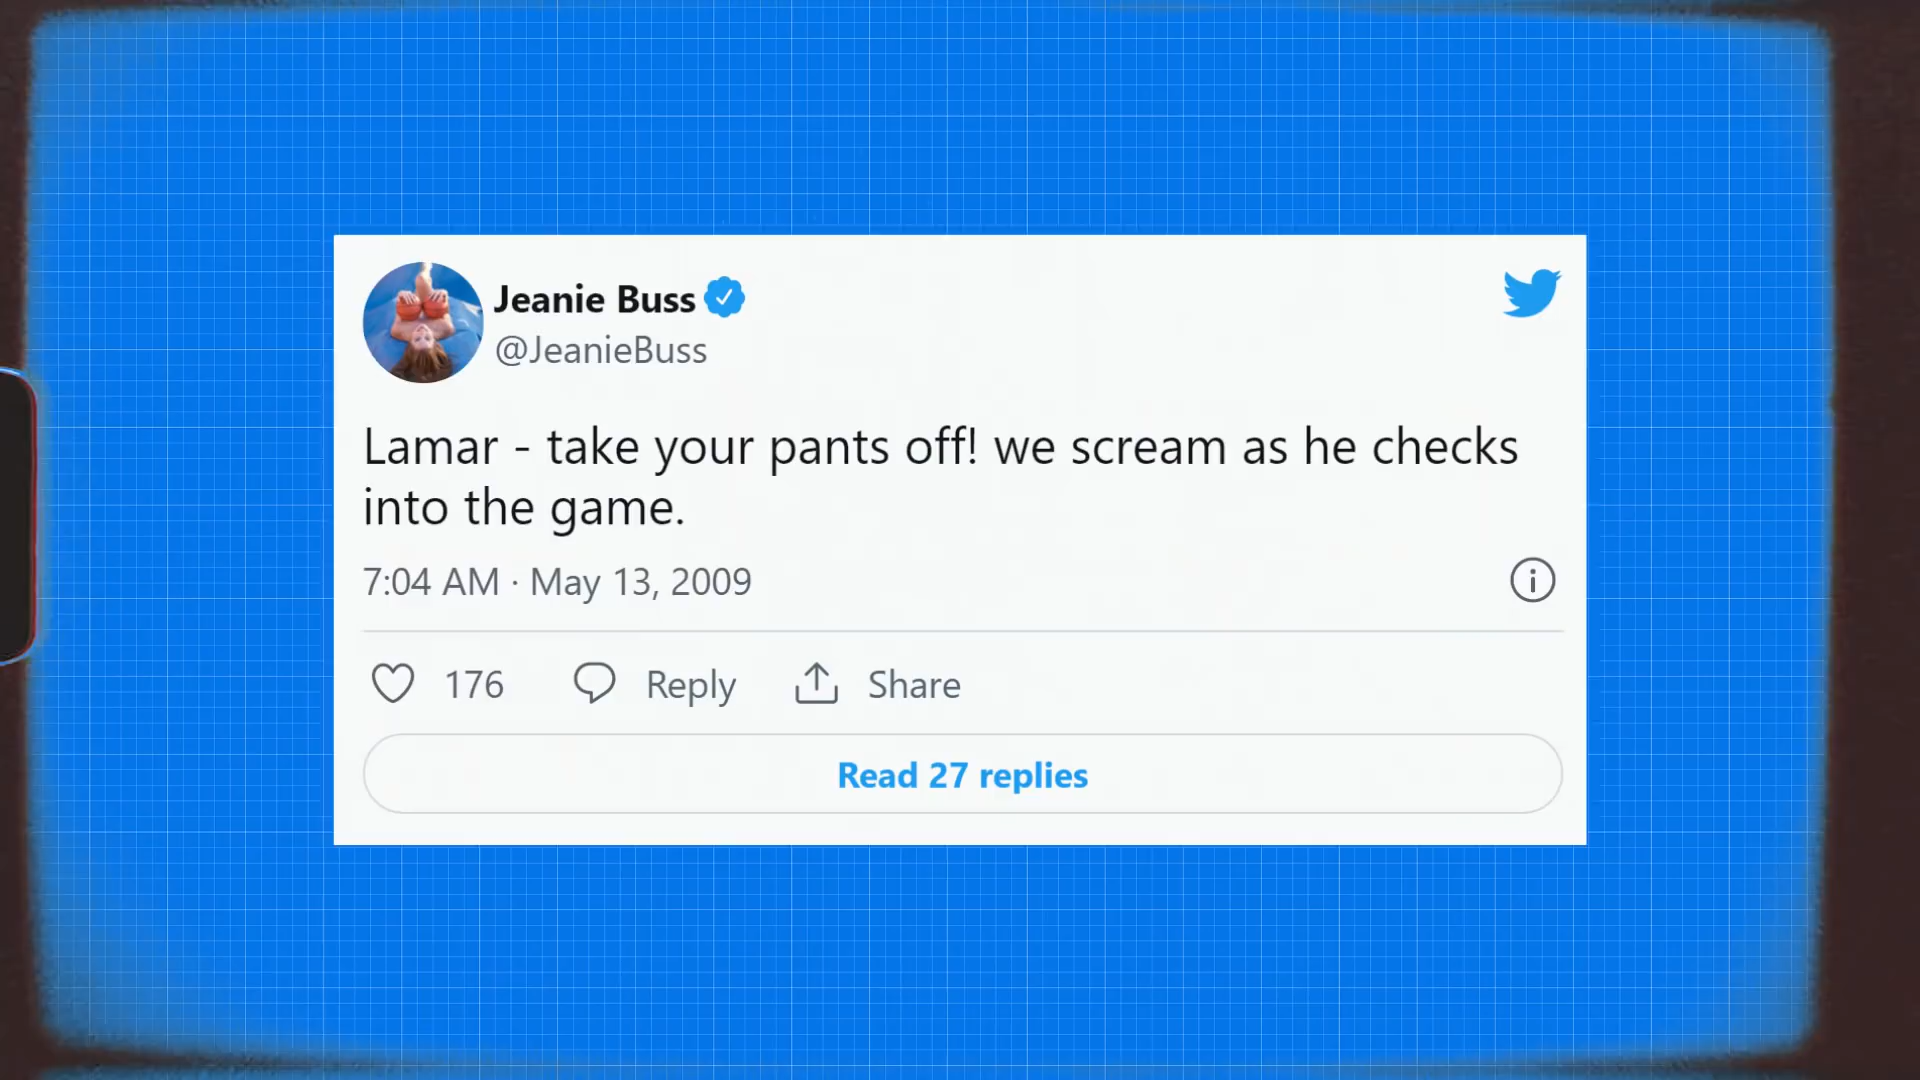 Jeanie Buss
@JeanieBuss
Lamar - take your pants off! we scream as he checks
into the game.
7:04 AM · May 13, 2009
176 Reply Share
Read 27 replies